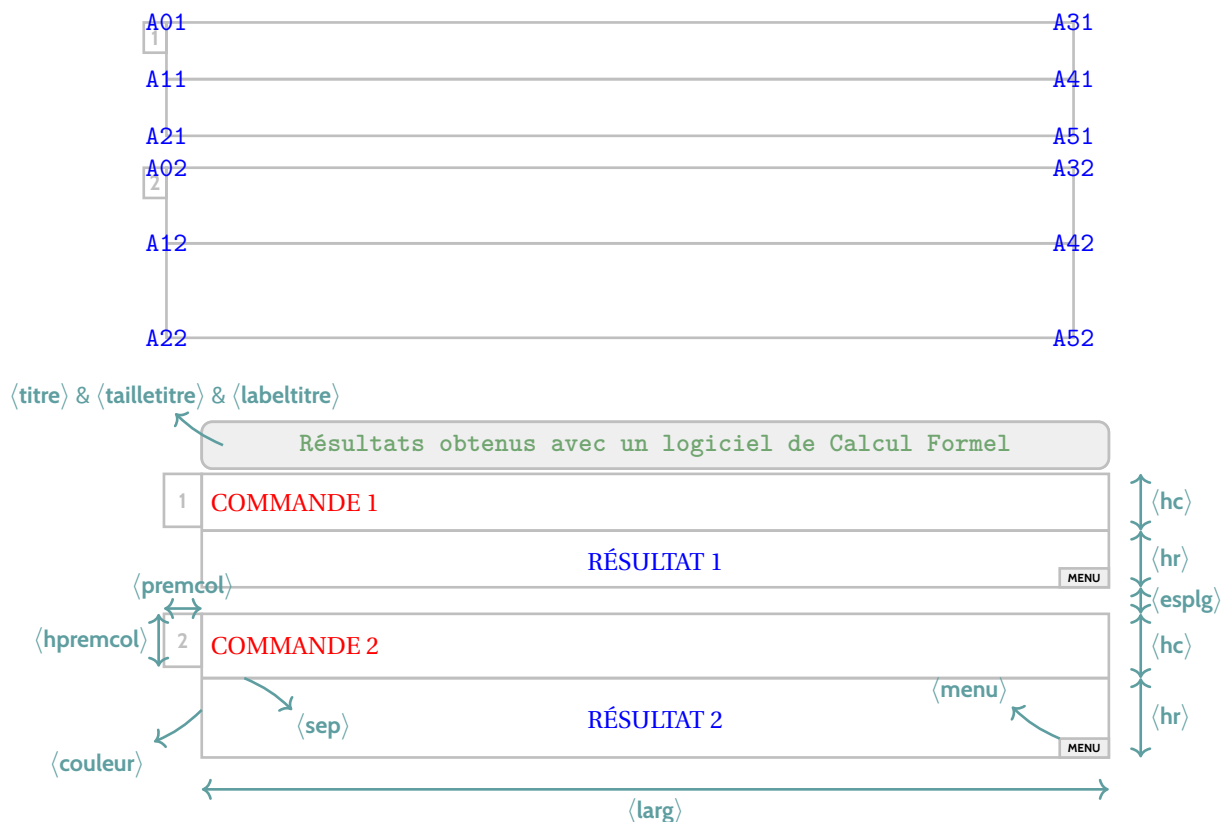 A01 A31
1
A11 A41
A21 A51
A02 A32
2
A12 A42
A22 A52
⟨titre⟩ & ⟨tailletitre⟩ & ⟨labeltitre⟩
Résultats obtenus avec un logiciel de Calcul Formel
1 COMMANDE 1 ⟨hc⟩
RÉSULTAT 1 ⟨hr⟩
MENU
⟨premcol⟩
⟨esplg⟩
⟨hpremcol⟩ 2 COMMANDE 2 ⟨hc⟩
⟨menu⟩
⟨sep⟩ RÉSULTAT 2 ⟨hr⟩
MENU
⟨couleur⟩
⟨larg⟩